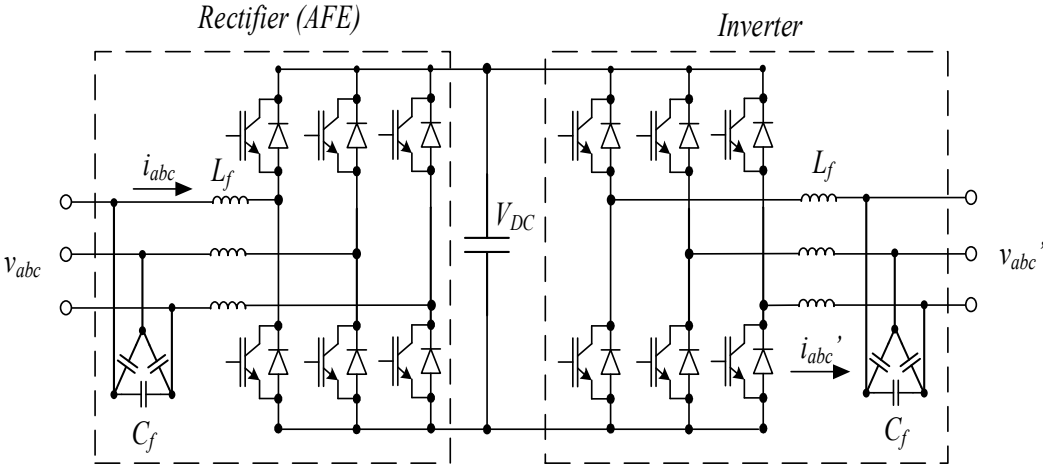 Rectifier (AFE)
Inverter
i_abc
L_f
L_f
V_DC
v_abc
v_abc’
i_abc’
C_f
C_f